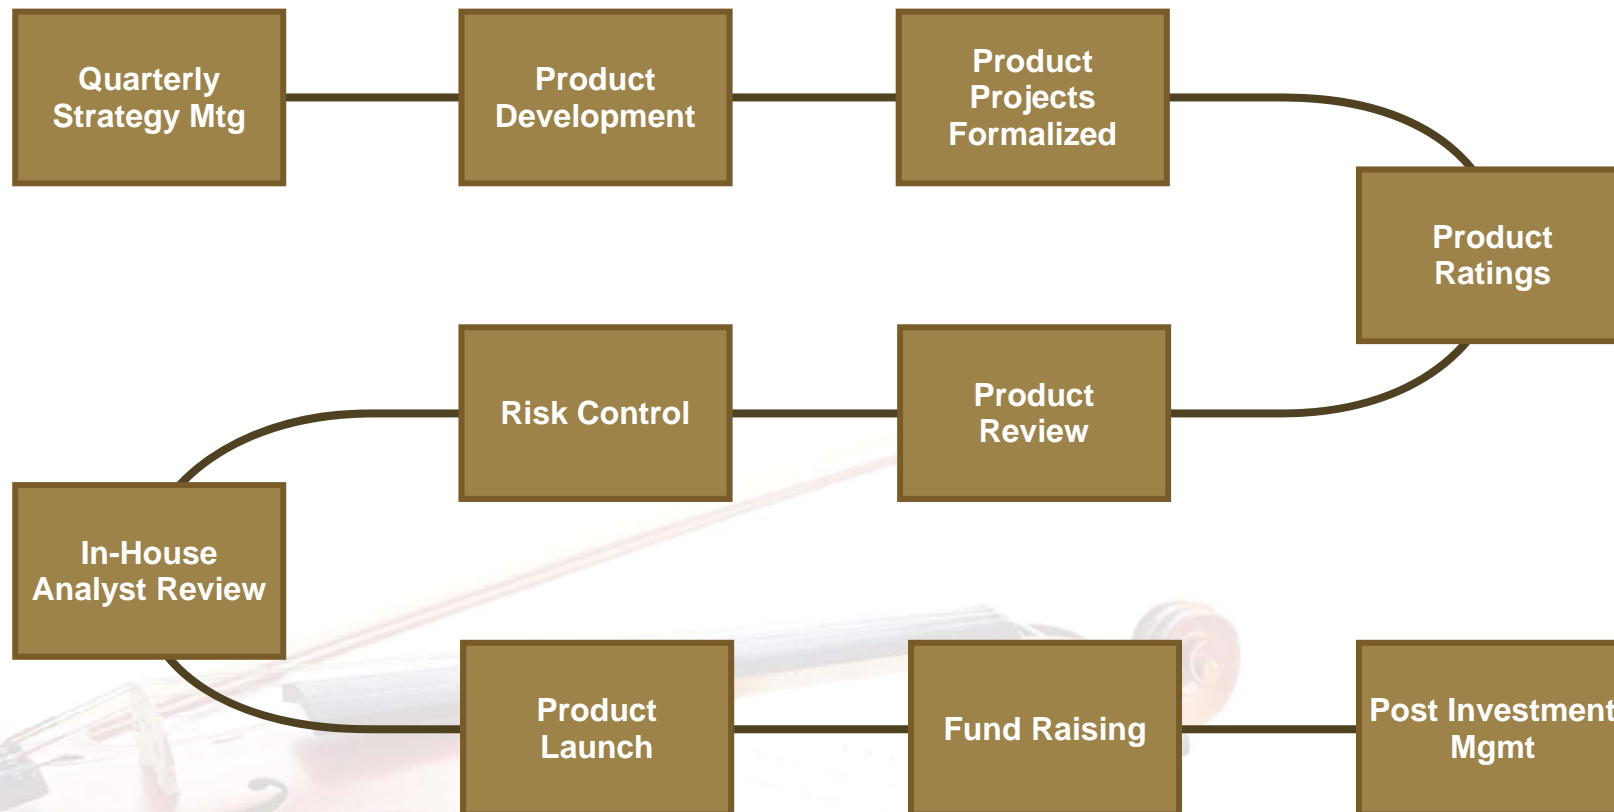 Quarterly
Strategy Mtg
Product
Development
Product
Projects
Formalized
Product
Ratings
Product
Review
Risk Control
In-House
Analyst Review
Product
Launch
Fund Raising
Post Investment
Mgmt